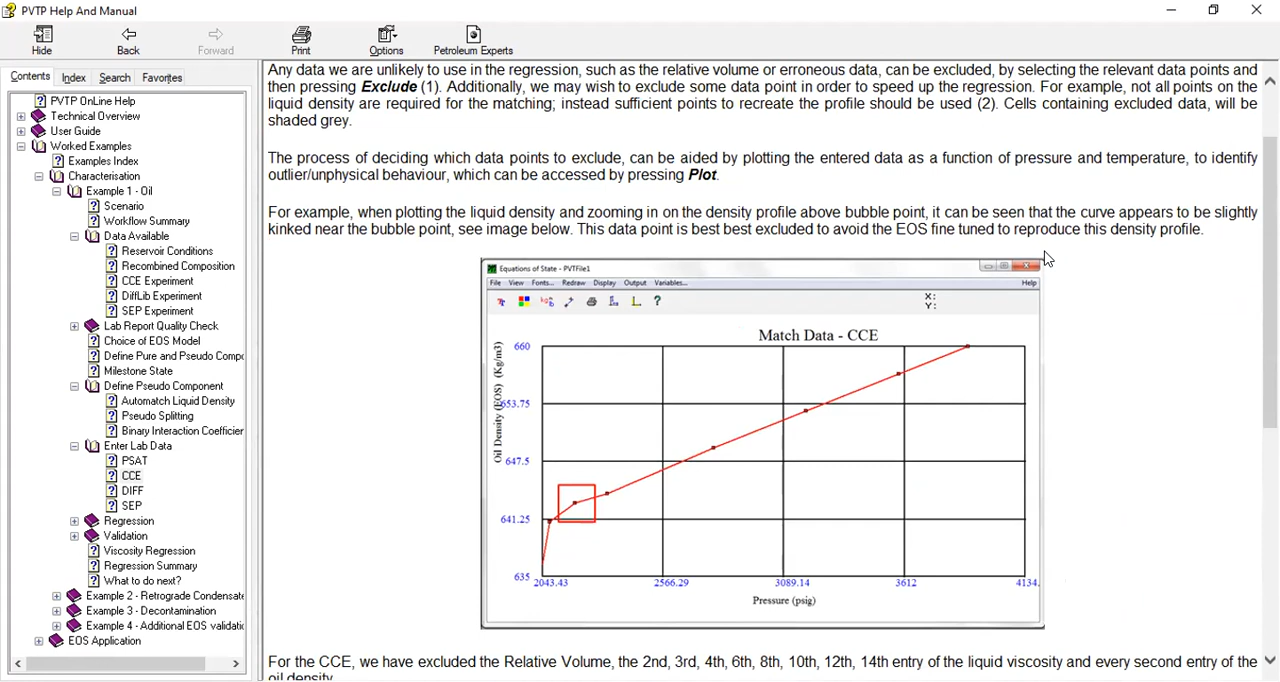 PVTP Help And Manual
Hide
Back
Forward
Print
Options
Petroleum Experts
Contents
Index
Search
Favorites
PVTP OnLine Help
Technical Overview
User Guide
Worked Examples
Examples Index
Characterisation
Example 1 - Oil
Scenario
Workflow Summary
Data Available
Reservoir Conditions
Recombined Composition
CCE Experiment
DiffLib Experiment
SEP Experiment
Lab Report Quality Check
Choice of EOS Model
Define Pure and Pseudo Compo
Milestone State
Define Pseudo Component
Automatch Liquid Density
Pseudo Splitting
Binary Interaction Coefficier
Enter Lab Data
PSAT
CCE
DIFF
SEP
Regression
Validation
Viscosity Regression
Regression Summary
What to do next?
Example 2 - Retrograde Condensate
Example 3 - Decontamination
Example 4 - Additional EOS validatio
EOS Application
Any data we are unlikely to use in the regression, such as the relative volume or erroneous data, can be excluded, by selecting the relevant data points and
then pressing Exclude (1). Additionally, we may wish to exclude some data point in order to speed up the regression. For example, not all points on the
liquid density are required for the matching; instead sufficient points to recreate the profile should be used (2). Cells containing excluded data, will be
shaded grey.
The process of deciding which data points to exclude, can be aided by plotting the entered data as a function of pressure and temperature, to identify
outlier/unphysical behaviour, which can be accessed by pressing Plot.
For example, when plotting the liquid density and zooming in on the density profile above bubble point, it can be seen that the curve appears to be slightly
kinked near the bubble point, see image below. This data point is best best excluded to avoid the EOS fine tuned to reproduce this density profile.
Equations of State - PVTFile1
File View Fonts... Redraw Display Output Variables... Help
X:
Y:
Match Data - CCE
Oil Density (EOS) (Kg/m3)
660
653.75
647.5
641.25
635
2043.43 2566.29 3089.14 3612 4134.
Pressure (psig)
For the CCE, we have excluded the Relative Volume, the 2nd, 3rd, 4th, 6th, 8th, 10th, 12th, 14th entry of the liquid viscosity and every second entry of the
oil density.